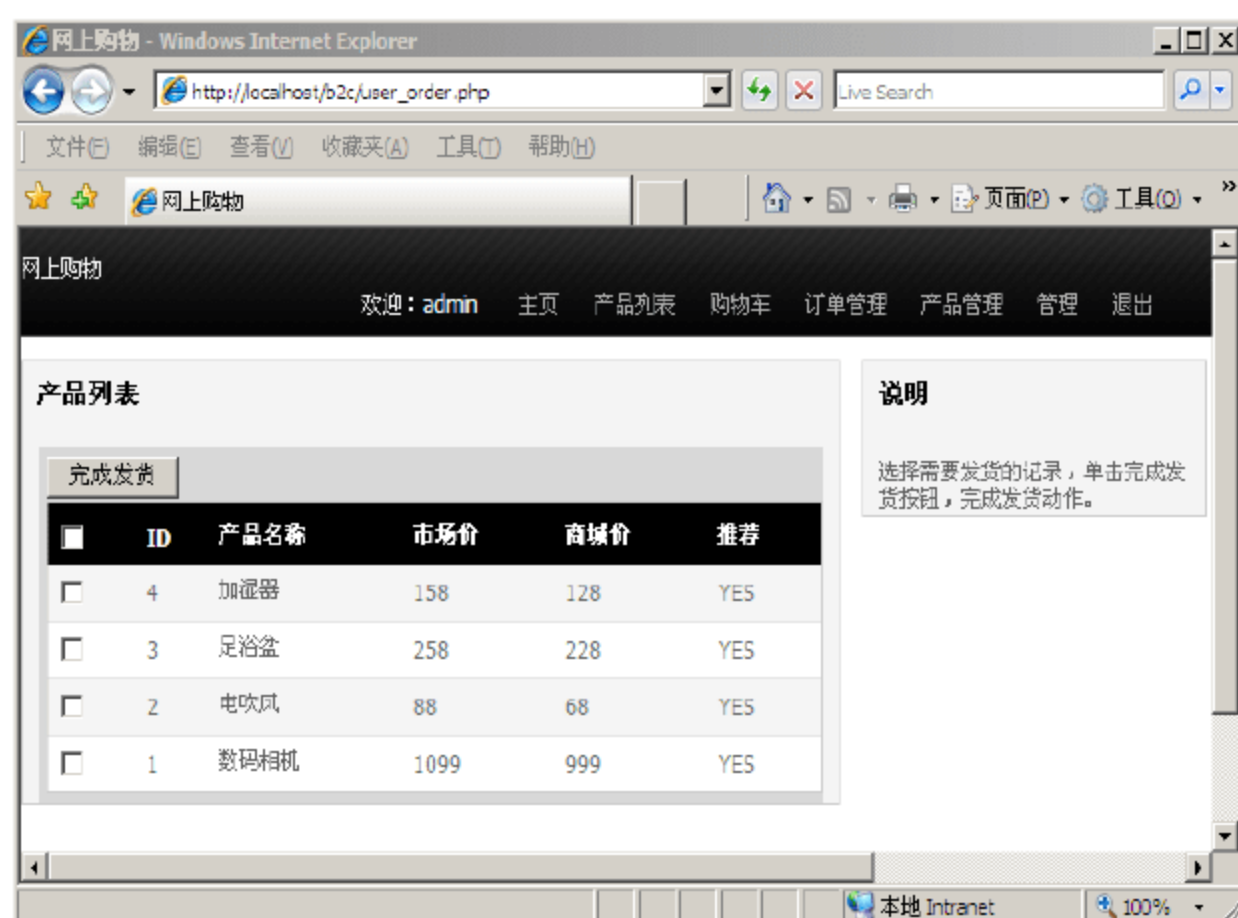 网上购物 - Windows Internet Explorer
http://localhost/b2c/user_order.php
Live Search
文件(F) 编辑(E) 查看(V) 收藏夹(A) 工具(T) 帮助(H)
网上购物
页面(P)
工具(O)
网上购物
欢迎：admin 主页 产品列表 购物车 订单管理 产品管理 管理 退出
产品列表
完成发货
ID 产品名称 市场价 商城价 推荐
4 加湿器 158 128 YES
3 足浴盆 258 228 YES
2 电吹风 88 68 YES
1 数码相机 1099 999 YES
说明
选择需要发货的记录，单击完成发
货按钮，完成发货动作。
本地 Intranet
100%